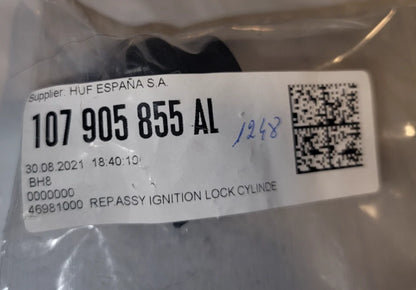 Supplier: HUF ESPAÑA S.A.
107 905 855 AL
1248
30.08.2021 18:40:10
BH8
0000000
46981000 REP.ASSY IGNITION LOCK CYLINDE